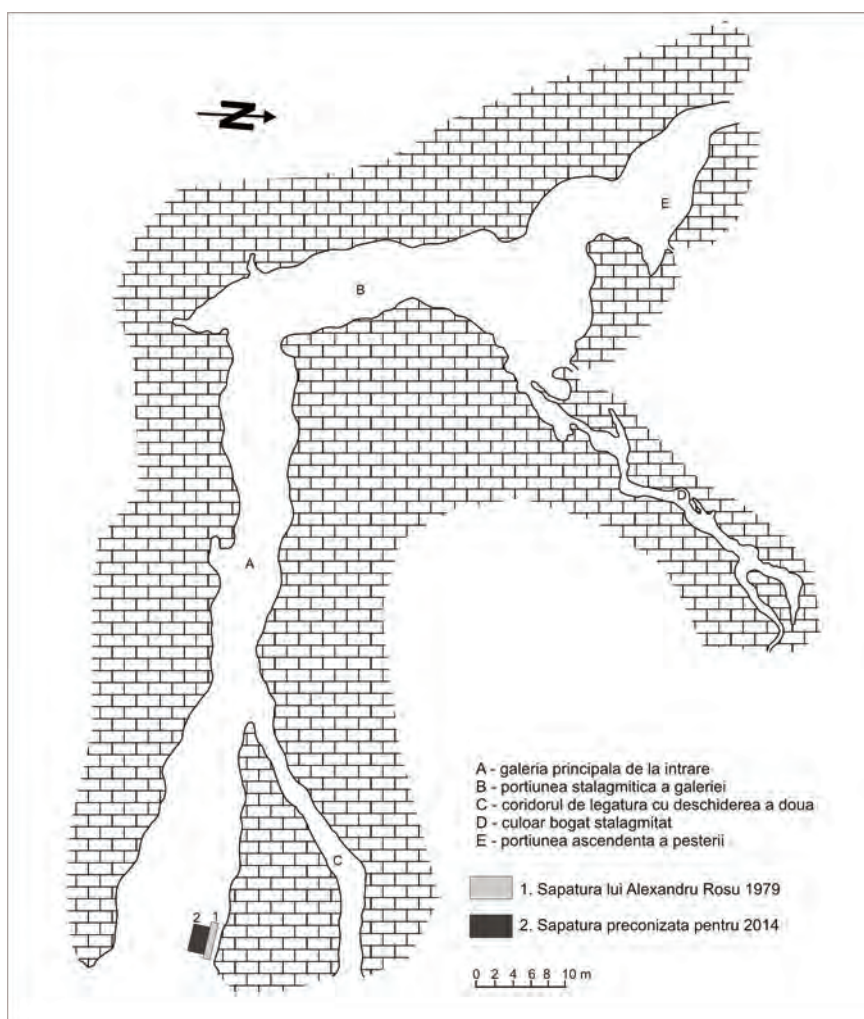 N
E
B
D
A
C
2 1
A - galeria principala de la intrare
B - portiunea stalagmitica a galeriei
C - coridorul de legatura cu deschiderea a doua
D - culoar bogat stalagmitat
E - portiunea ascendenta a pesterii
1. Sapatura lui Alexandru Rosu 1979
2. Sapatura preconizata pentru 2014
0 2 4 6 8 10 m